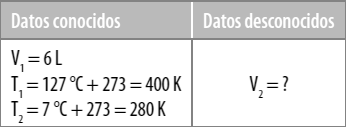 Datos conocidos Datos desconocidos
V₁ = 6 L
T₁ = 127 °C + 273 = 400 K
T₂ = 7 °C + 273 = 280 K
V₂ = ?